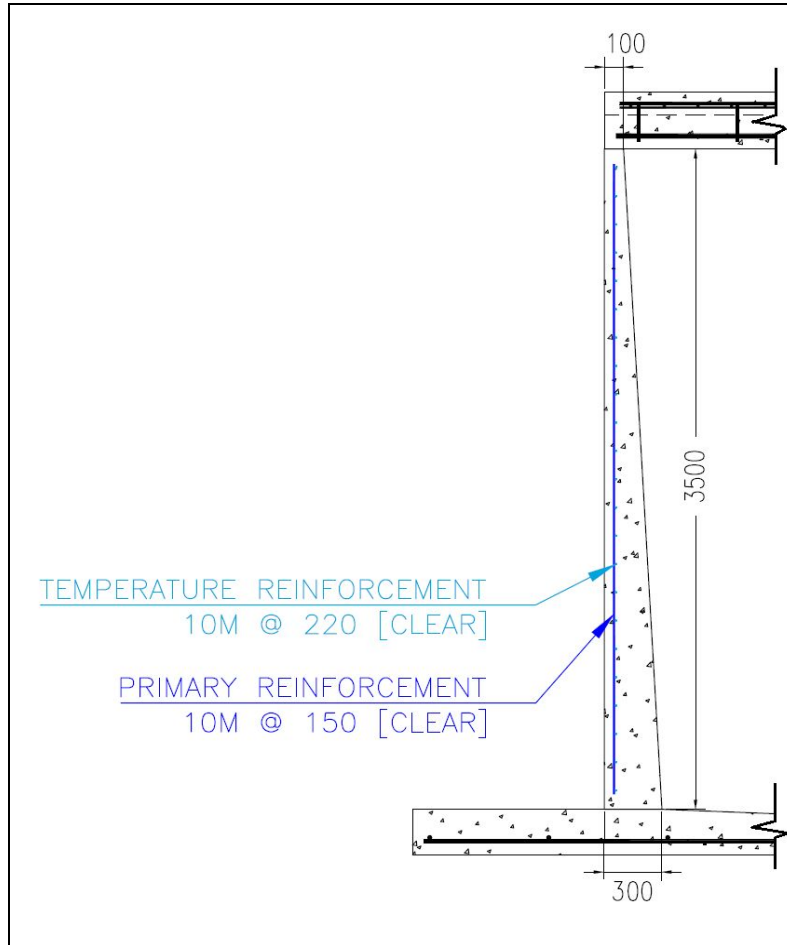 100
3500
TEMPERATURE REINFORCEMENT
10M @ 220 [CLEAR]
PRIMARY REINFORCEMENT
10M @ 150 [CLEAR]
300